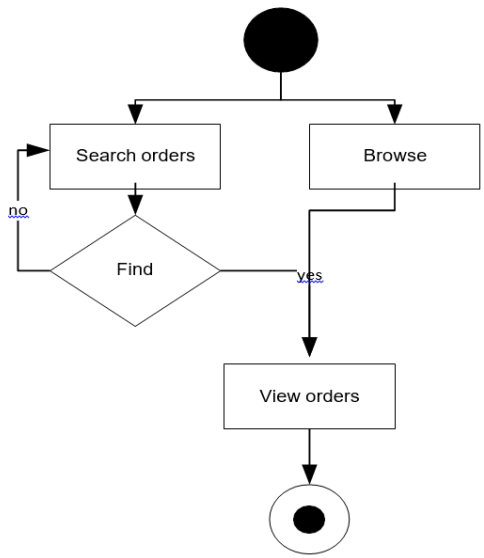 Search orders
Browse
no
Find
yes
View orders